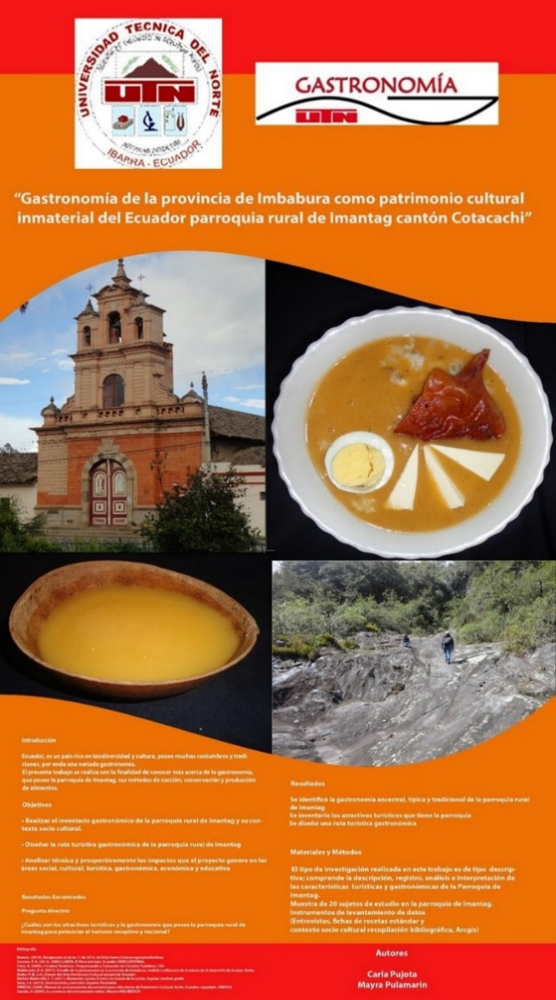 UNIVERSIDAD TECNICA DEL NORTE
UTN
IBARRA - ECUADOR
GASTRONOMÍA
UTN
“Gastronomía de la provincia de Imbabura como patrimonio cultural
inmaterial del Ecuador parroquia rural de Imantag cantón Cotacachi”
Introducción
Ecuador, es un país rico en biodiversidad y cultura, posee muchas costumbres y tradi-
ciones, por ende una variada gastronomía.
El presente trabajo se realiza con la finalidad de conocer más acerca de la gastronomía,
que posee la parroquia de Imantag, sus métodos de cocción, conservación y producción
de alimentos.
Objetivos
• Realizar el inventario gastronómico de la parroquia rural de Imantag y su con-
texto socio cultural.
• Diseñar la ruta turística gastronómica de la parroquia rural de Imantag
• Analizar técnica y prospectivamente los impactos que el proyecto genere en las
áreas social, cultural, turística, gastronómica, económica y educativa
Resultados Encontrados
Pregunta directriz
¿Cuáles son los atractivos turísticos y la gastronomía que posee la parroquia rural de
Imantag para potenciar el turismo receptivo y nacional?
Resultados
Se identificó la gastronomía ancestral, típica y tradicional de la parroquia rural
de Imantag
Se inventario los atractivos turísticos que tiene la parroquia
Se diseñó una ruta turística gastronómica
Materiales y Métodos
El tipo de investigación realizada en este trabajo es de tipo descrip-
tiva; comprende la descripción, registro, análisis e interpretación de
las características turísticas y gastronómicas de la Parroquia de
Imantag.
Muestra de 20 sujetos de estudio en la parroquia de Imantag.
Instrumentos de levantamiento de datos
(Entrevistas, fichas de recetas estándar y
contexto socio cultural recopilación bibliográfica, Arcgis)
Bibliografía
Autores
Carla Pujota
Mayra Pulamarin